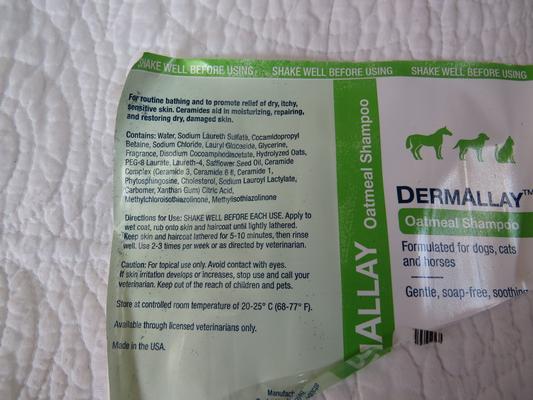 SHAKE WELL BEFORE USING SHAKE WELL BEFORE USING SHAKE WELL BEFORE USING
For routine bathing and to promote relief of dry, itchy,
sensitive skin. Ceramides aid in moisturizing, repairing,
and restoring dry, damaged skin.
Contains: Water, Sodium Laureth Sulfate, Cocamidopropyl
Betaine, Sodium Chloride, Lauryl Glucoside, Glycerine,
Fragrance, Disodium Cocoamphodiacetate, Hydrolyzed Oats,
PEG-8 Laurate, Laureth-4, Safflower Seed Oil, Ceramide
Complex (Ceramide 3, Ceramide 6 II, Ceramide 1,
Phytosphingosine, Cholesterol, Sodium Lauroyl Lactylate,
Carbomer, Xanthan Gum) Citric Acid,
Methylchloroisothiazolinone, Methylisothiazolinone
Directions for Use: SHAKE WELL BEFORE EACH USE. Apply to
wet coat, rub onto skin and haircoat until lightly lathered.
Keep skin and haircoat lathered for 5-10 minutes, then rinse
well. Use 2-3 times per week or as directed by veterinarian.
Caution: For topical use only. Avoid contact with eyes.
If skin irritation develops or increases, stop use and call your
veterinarian. Keep out of the reach of children and pets.
Store at controlled room temperature of 20-25° C (68-77° F).
Available through licensed veterinarians only.
Made in the USA.
ALLAY Oatmeal Shampoo
DERMALLAY™
Oatmeal Shampoo
Formulated for dogs, cats
and horses
Gentle, soap-free, soothing